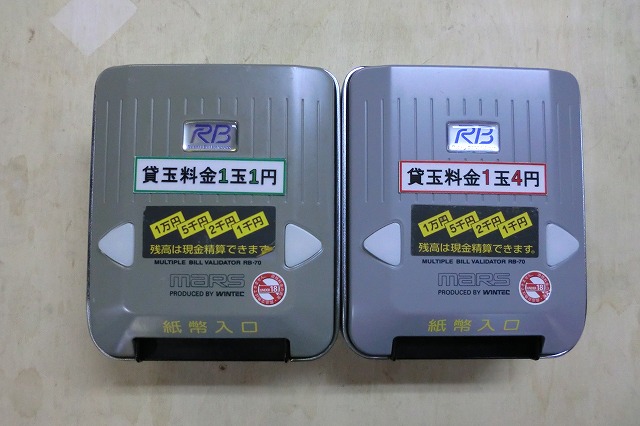 RB
貸玉料金1玉1円
1万円
5千円
2千円
1千円
残高は現金精算できます。
MULTIPLE BILL VALIDATOR RB-70
mars
PRODUCED BY WINTEC
18
紙幣入口
RB
貸玉料金1玉4円
1万円
5千円
2千円
1千円
残高は現金精算できます。
MULTIPLE BILL VALIDATOR RB-70
mars
PRODUCED BY WINTEC
18
紙幣入口